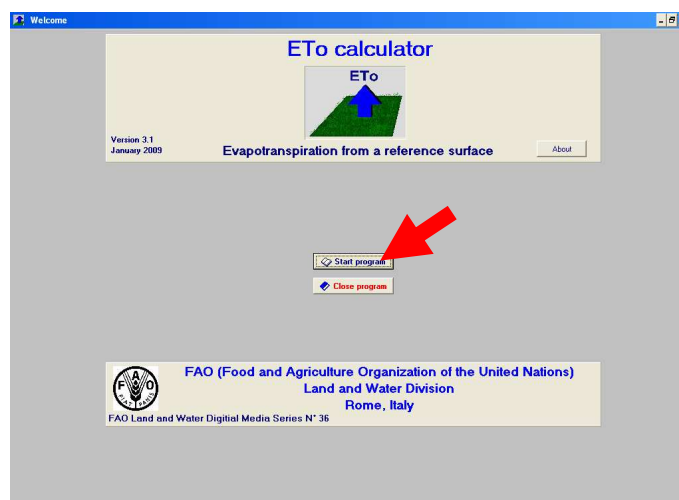 Welcome
ETo calculator
ETo
Version 3.1
January 2009
Evapotranspiration from a reference surface
About
Start program
Close program
FAO (Food and Agriculture Organization of the United Nations)
Land and Water Division
Rome, Italy
F A O
FIAT PANIS
FAO Land and Water Digitial Media Series N° 36